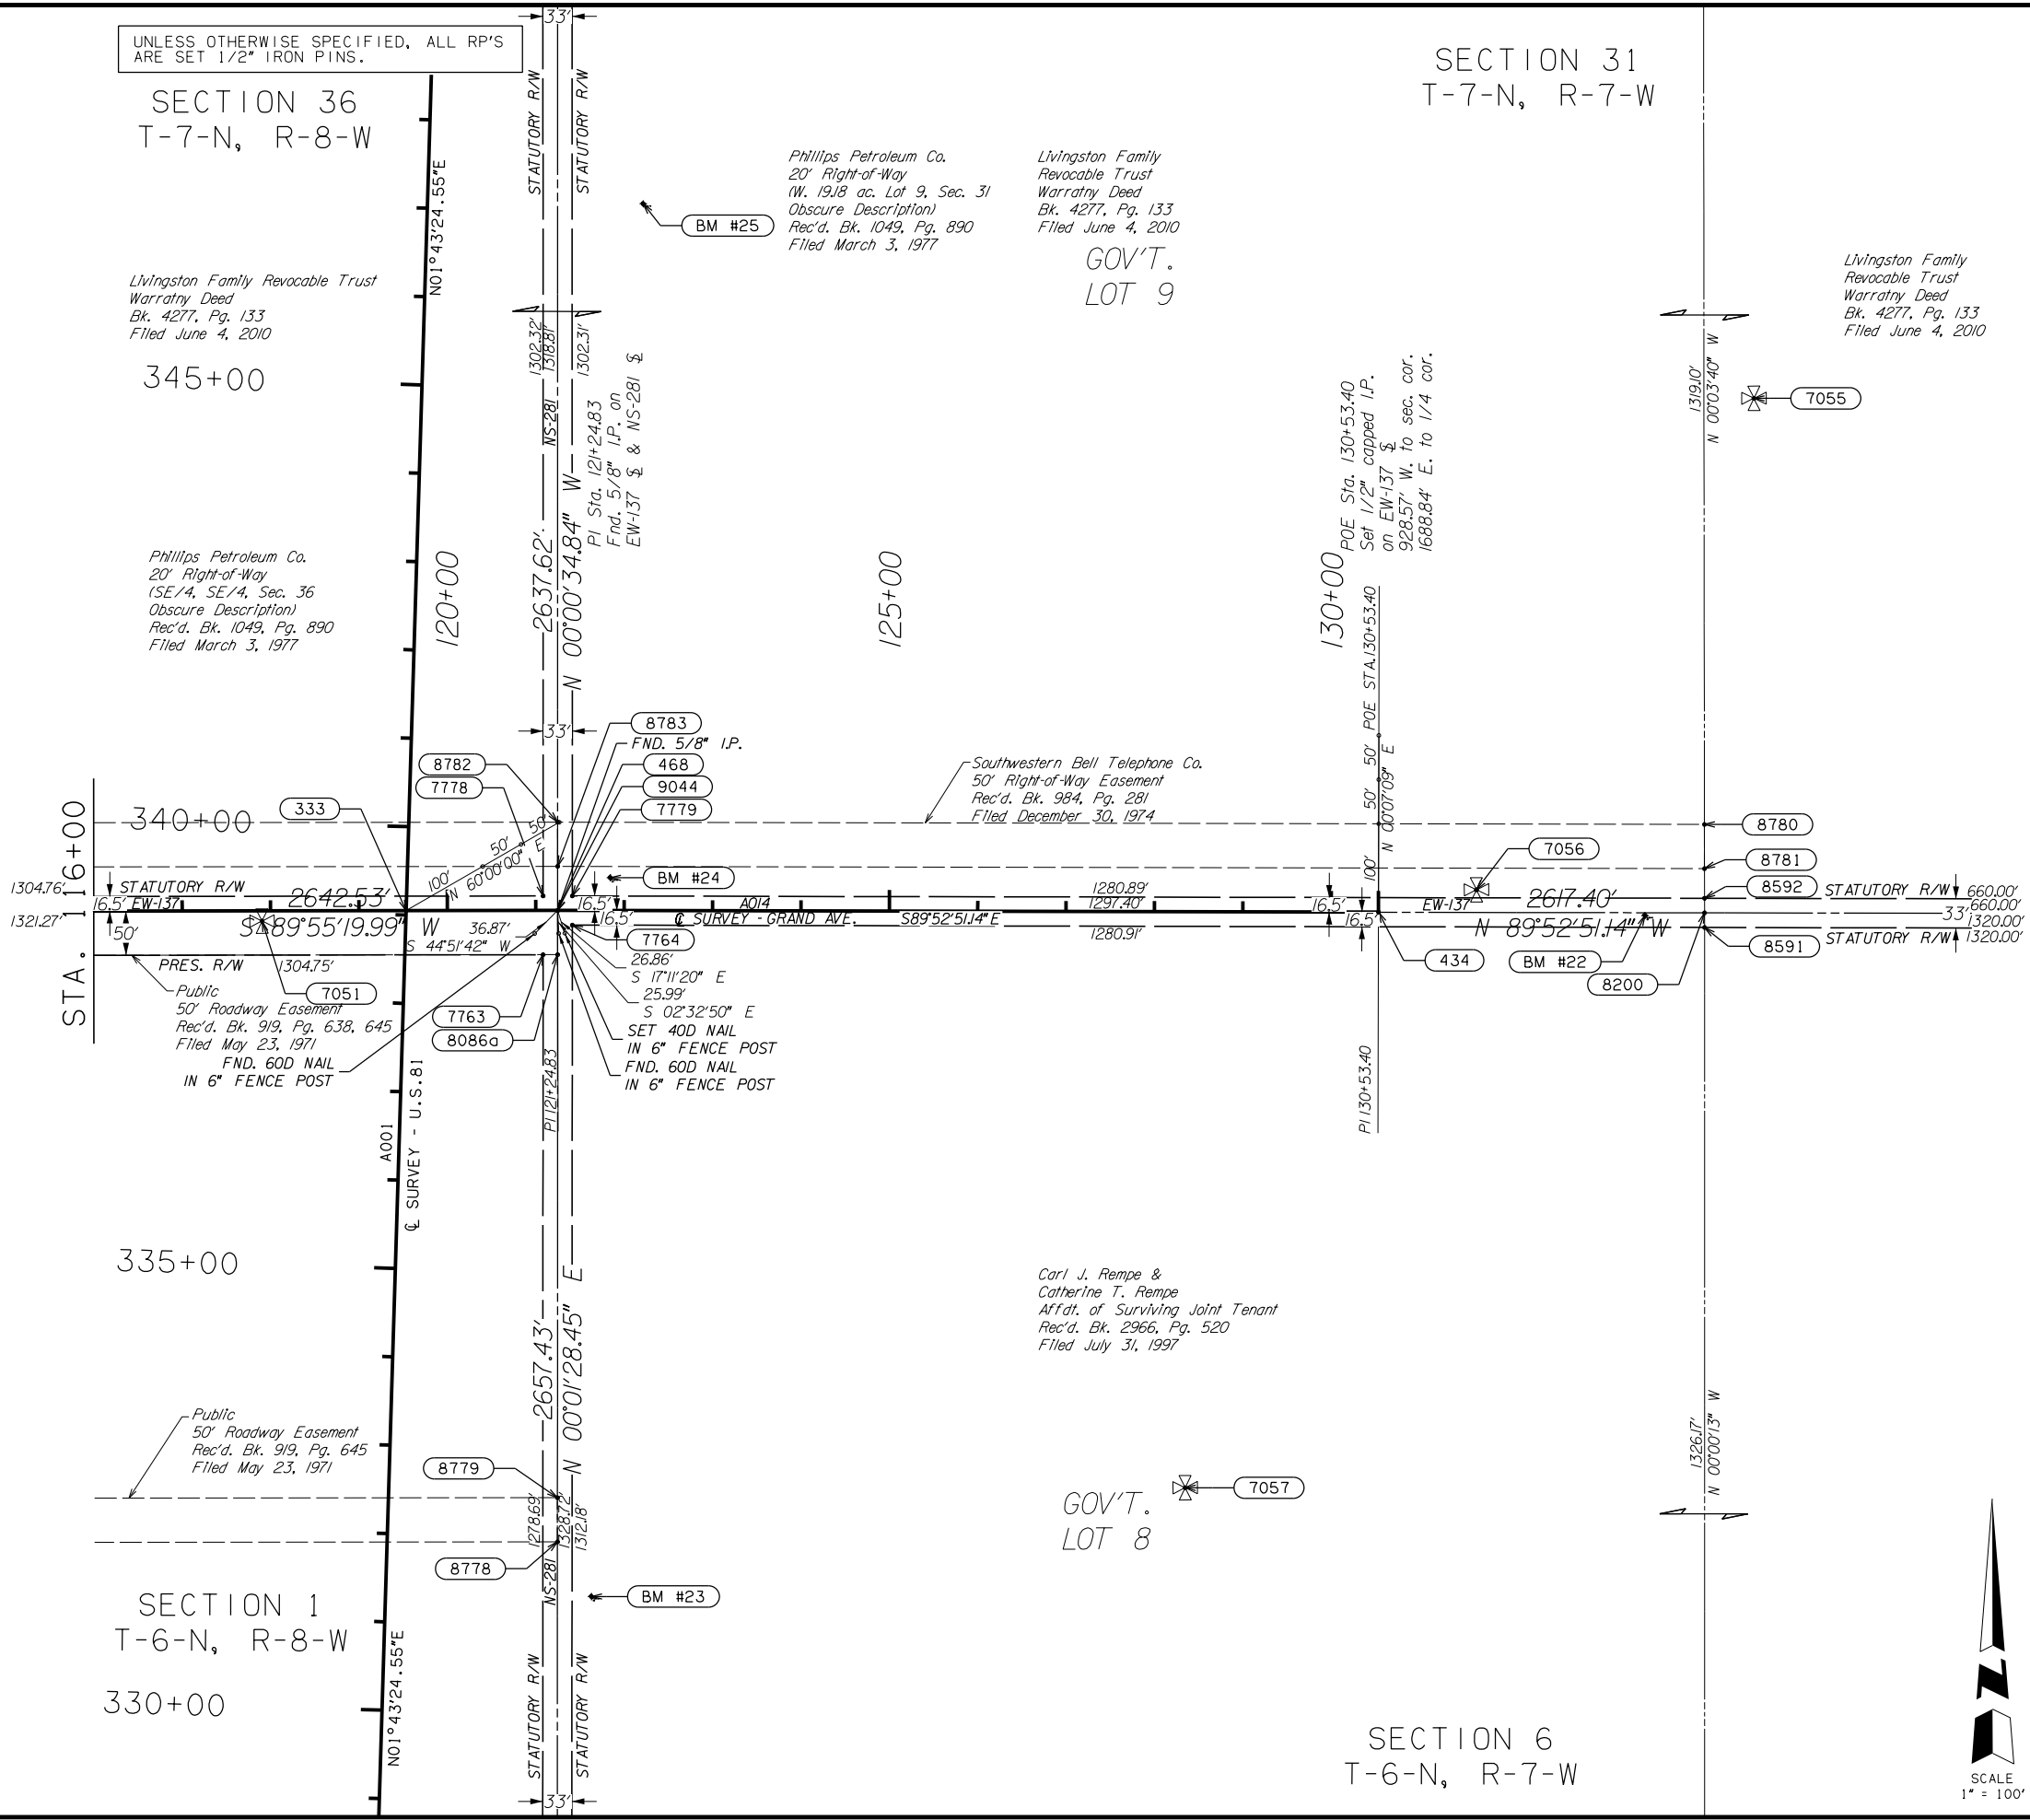 33'
UNLESS OTHERWISE SPECIFIED, ALL RP'S
ARE SET 1/2" IRON PINS.
SECTION 36
T-7-N, R-8-W
SECTION 31
T-7-N, R-7-W
STATUTORY R/W
STATUTORY R/W
N01°43'24.55"E
BM #25
Phillips Petroleum Co.
20' Right-of-Way
(W. 19.18 ac. Lot 9, Sec. 31
Obscure Description)
Rec'd. Bk. 1049, Pg. 890
Filed March 3, 1977
Livingston Family
Revocable Trust
Warratny Deed
Bk. 4277, Pg. 133
Filed June 4, 2010
GOV'T.
LOT 9
Livingston Family
Revocable Trust
Warratny Deed
Bk. 4277, Pg. 133
Filed June 4, 2010
Livingston Family Revocable Trust
Warratny Deed
Bk. 4277, Pg. 133
Filed June 4, 2010
345+00
1302.32'
1318.81'
1302.31'
NS-281
PI Sta. 121+24.83
Fnd. 5/8" I.P. on
EW-137 ℄ & NS-281 ℄
POE Sta. 130+53.40
Set 1/2" capped I.P.
on EW-137 ℄
928.57' W. to sec. cor.
1688.84' E. to 1/4 cor.
1319.10'
N 00°03'40" W
7055
Phillips Petroleum Co.
20' Right-of-Way
(SE/4, SE/4, Sec. 36
Obscure Description)
Rec'd. Bk. 1049, Pg. 890
Filed March 3, 1977
120+00
2637.62'
N 00°00'34.84" W
125+00
130+00
POE STA.130+53.40
33'
8783
FND. 5/8" I.P.
8782
468
7778
9044
7779
333
340+00
STA. 116+00
Southwestern Bell Telephone Co.
50' Right-of-Way Easement
Rec'd. Bk. 984, Pg. 281
Filed December 30, 1974
50'
50'
100'
N 60°00'00" E
50'
50'
100'
N 00°07'09" E
8780
7056
8781
8592
BM #24
1304.76'
STATUTORY R/W
2642.53'
1280.89'
1297.40'
2617.40'
STATUTORY R/W
660.00'
660.00'
16.5'
EW-137
16.5'
A014
16.5'
EW-137
33'
1321.27'
50'
S 89°55'19.99" W
36.87'
S 44°51'42" W
16.5'
℄ SURVEY - GRAND AVE.
S89°52'51.14"E
1280.91'
16.5'
N 89°52'51.14" W
1320.00'
STATUTORY R/W
1320.00'
8591
7764
434
BM #22
8200
PRES. R/W
1304.75'
26.86'
S 17°11'20" E
25.99'
S 02°32'50" E
Public
50' Roadway Easement
Rec'd. Bk. 919, Pg. 638, 645
Filed May 23, 1971
7051
7763
8086a
FND. 60D NAIL
IN 6" FENCE POST
SET 40D NAIL
IN 6" FENCE POST
FND. 60D NAIL
IN 6" FENCE POST
PI 121+24.83
PI 130+53.40
A001
℄ SURVEY - U.S.81
335+00
2657.43'
N 00°01'28.45" E
Carl J. Rempe &
Catherine T. Rempe
Affdt. of Surviving Joint Tenant
Rec'd. Bk. 2966, Pg. 520
Filed July 31, 1997
Public
50' Roadway Easement
Rec'd. Bk. 919, Pg. 645
Filed May 23, 1971
8779
1278.69'
1328.72'
1312.18'
8778
NS-281
7057
GOV'T.
LOT 8
1326.17'
N 00°00'13" W
BM #23
SECTION 1
T-6-N, R-8-W
N01°43'24.55"E
330+00
STATUTORY R/W
STATUTORY R/W
33'
SECTION 6
T-6-N, R-7-W
N
SCALE
1" = 100'